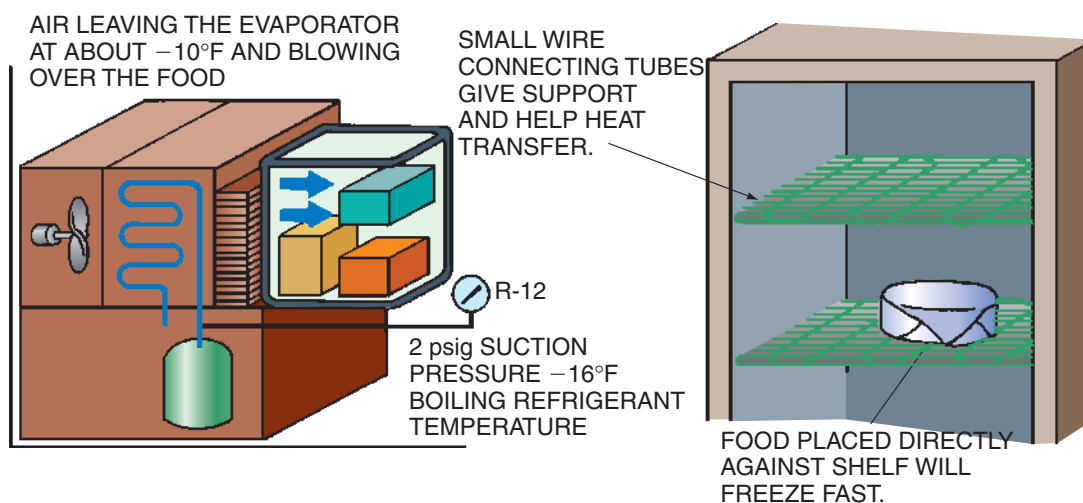 AIR LEAVING THE EVAPORATOR
AT ABOUT −10°F AND BLOWING
OVER THE FOOD
R-12
2 psig SUCTION
PRESSURE −16°F
BOILING REFRIGERANT
TEMPERATURE
SMALL WIRE
CONNECTING TUBES
GIVE SUPPORT
AND HELP HEAT
TRANSFER.
FOOD PLACED DIRECTLY
AGAINST SHELF WILL
FREEZE FAST.